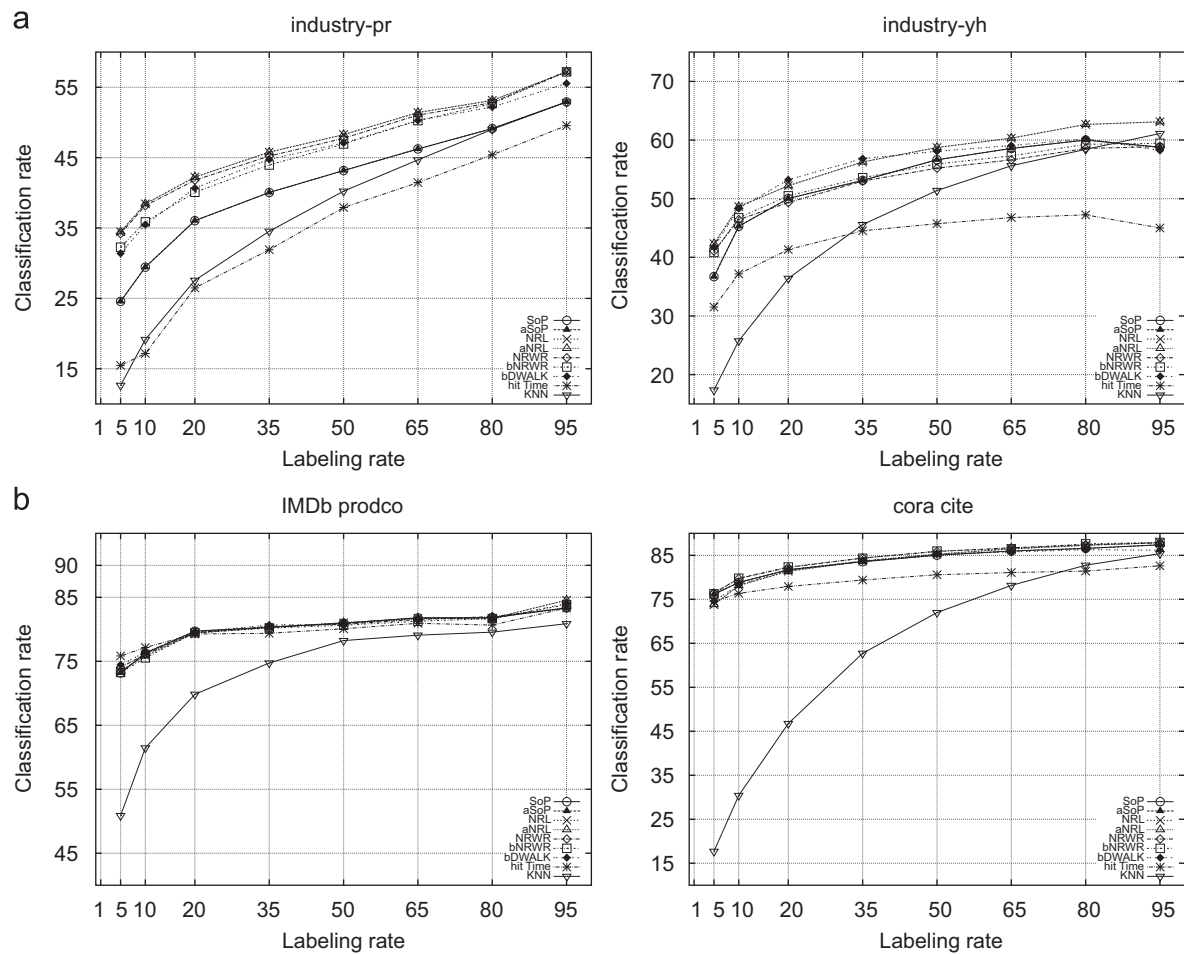 a
industry-pr
Classification rate
55
45
35
25
15
SoP
aSoP
NRL
aNRL
NRWR
bNRWR
bDWALK
hit Time
KNN
1 5 10 20 35 50 65 80 95
Labeling rate
industry-yh
Classification rate
70
60
50
40
30
20
SoP
aSoP
NRL
aNRL
NRWR
bNRWR
bDWALK
hit Time
KNN
1 5 10 20 35 50 65 80 95
Labeling rate
b
IMDb prodco
Classification rate
90
85
75
65
55
45
SoP
aSoP
NRL
aNRL
NRWR
bNRWR
bDWALK
hit Time
KNN
1 5 10 20 35 50 65 80 95
Labeling rate
cora cite
Classification rate
85
75
65
55
45
35
25
15
SoP
aSoP
NRL
aNRL
NRWR
bNRWR
bDWALK
hit Time
KNN
1 5 10 20 35 50 65 80 95
Labeling rate